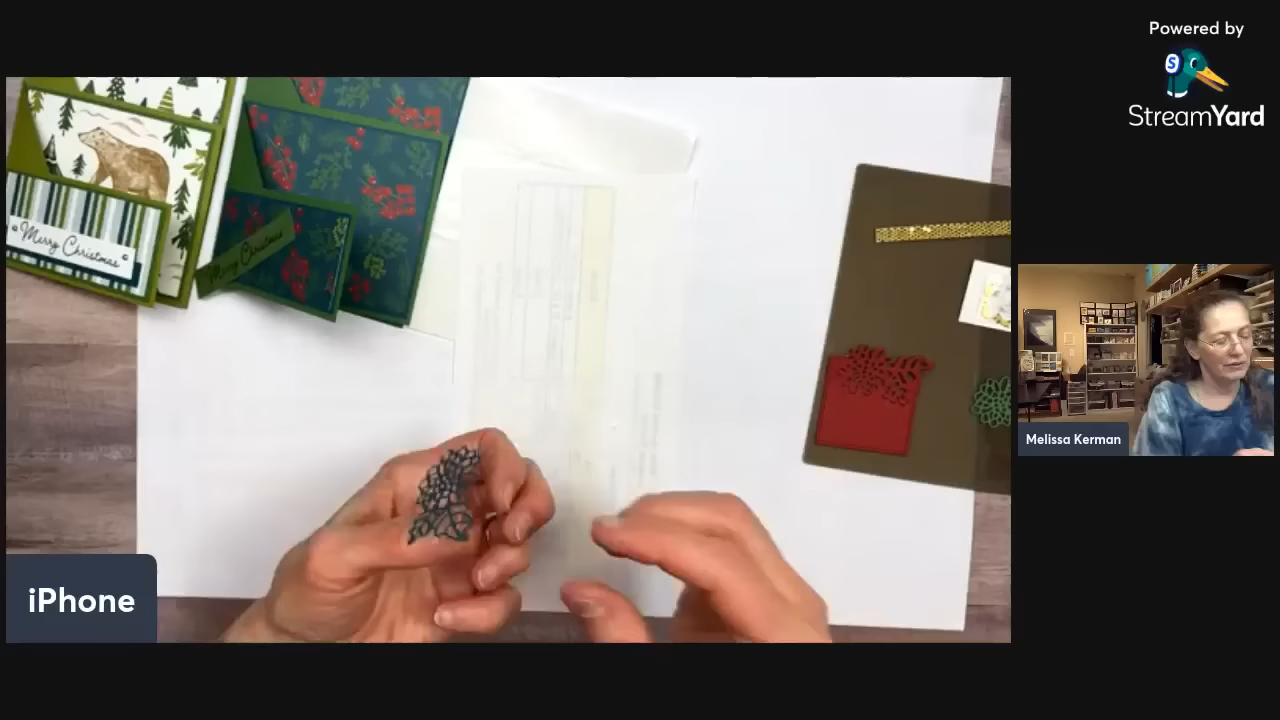 Powered by
S
StreamYard
Merry Christmas
Merry Christmas
iPhone
Melissa Kerman